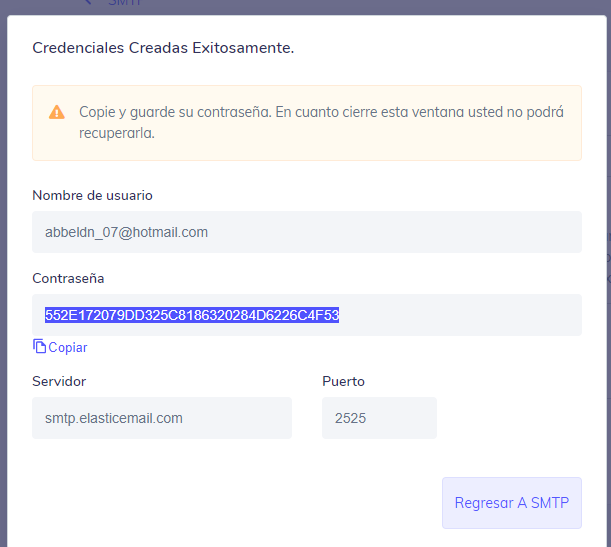 SMTP
Credenciales Creadas Exitosamente.
Copie y guarde su contraseña. En cuanto cierre esta ventana usted no podrá
recuperarla.
Nombre de usuario
abbeldn_07@hotmail.com
Contraseña
552E172079DD325C8186320284D6226C4F53
Copiar
Servidor
Puerto
smtp.elasticemail.com
2525
Regresar A SMTP